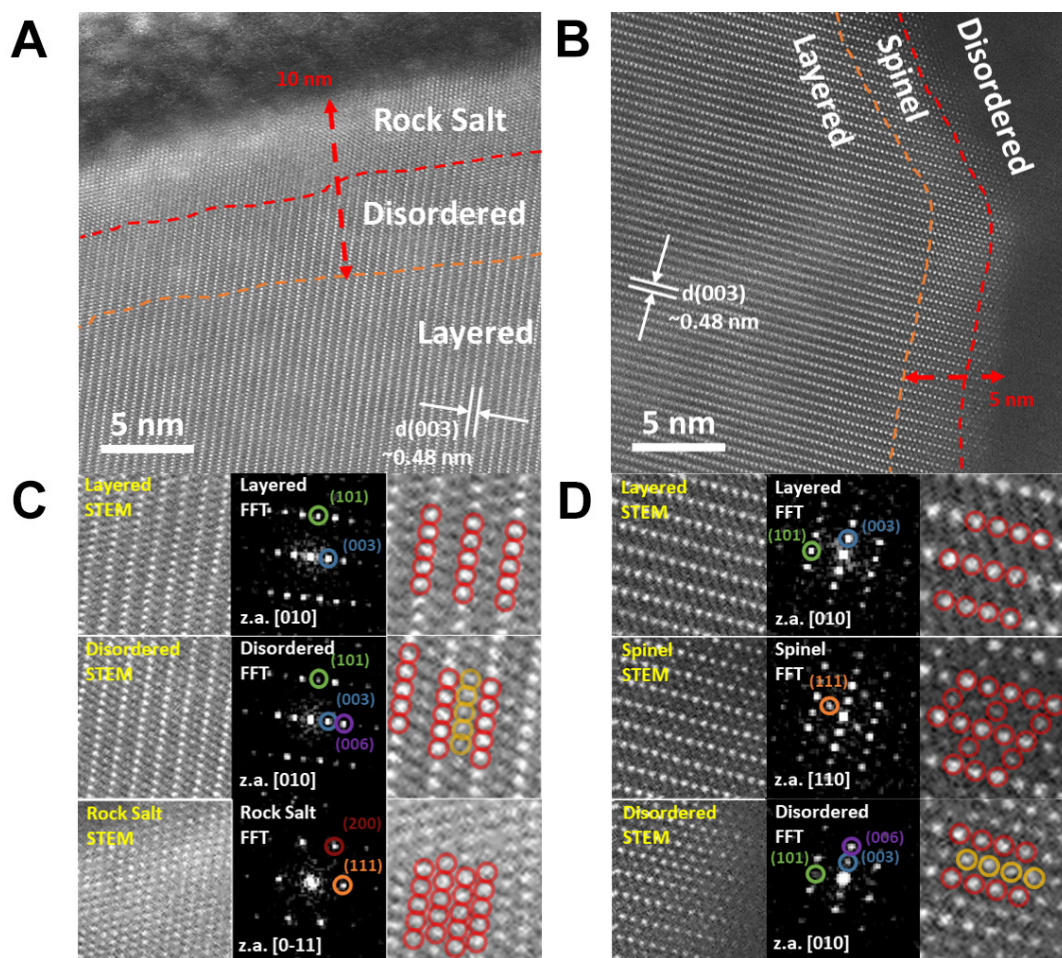 A
10 nm
Rock Salt
Disordered
Layered
5 nm
d(003)
~0.48 nm
B
Layered
Spinel
Disordered
d(003)
~0.48 nm
5 nm
5 nm
C
Layered
STEM
Layered
FFT
(101)
(003)
z.a. [010]
Disordered
STEM
Disordered
FFT
(101)
(003)
(006)
z.a. [010]
Rock Salt
STEM
Rock Salt
FFT
(200)
(111)
z.a. [0-11]
D
Layered
STEM
Layered
FFT
(101)
(003)
z.a. [010]
Spinel
STEM
Spinel
FFT
(111)
z.a. [110]
Disordered
STEM
Disordered
FFT
(006)
(101)
(003)
z.a. [010]